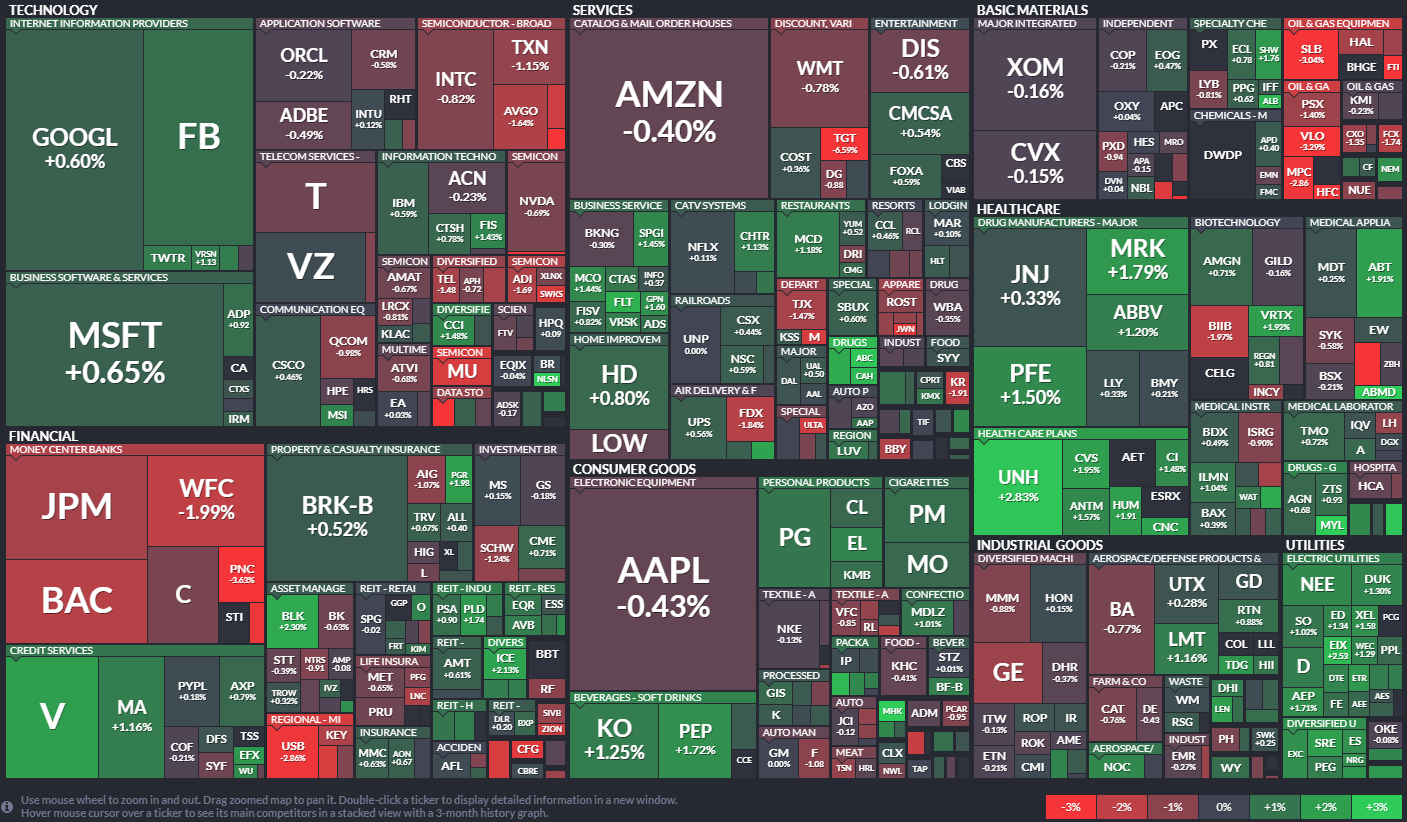 TECHNOLOGY
INTERNET INFORMATION PROVIDERS
GOOGL
+0.60%
FB
TWTR
VRSN
+1.13
APPLICATION SOFTWARE
ORCL
-0.22%
CRM
-0.58%
ADBE
-0.49%
INTU
+0.12%
RHT
SEMICONDUCTOR - BROAD
INTC
-0.82%
TXN
-1.15%
AVGO
-1.64%
BUSINESS SOFTWARE & SERVICES
MSFT
+0.65%
ADP
+0.92
CA
CTXS
IRM
TELECOM SERVICES -
T
VZ
INFORMATION TECHNO
IBM
+0.59%
ACN
-0.23%
CTSH
+0.78%
FIS
+1.43%
SEMICON
NVDA
-0.69%
COMMUNICATION EQ
CSCO
+0.46%
QCOM
-0.98%
HPE
HRS
MSI
SEMICON
AMAT
-0.67%
LRCX
-0.81%
KLAC
DIVERSIFIED
TEL
-1.48
APH
-0.72
SEMICON
ADI
-1.69
XLNX
SWKS
DIVERSIFIE
CCI
+1.48%
SCIEN
FTV
HPQ
+0.09
MULTIME
ATVI
-0.68%
EA
+0.03%
SEMICON
MU
DATA STO
EQIX
-0.04%
BR
NLSN
ADSK
-0.17
SERVICES
CATALOG & MAIL ORDER HOUSES
AMZN
-0.40%
DISCOUNT, VARI
WMT
-0.78%
COST
+0.36%
TGT
-6.59%
DG
-0.88
ENTERTAINMENT
DIS
-0.61%
CMCSA
+0.54%
FOXA
+0.59%
CBS
VIAB
BUSINESS SERVICE
BKNG
-0.30%
SPGI
+1.45%
MCO
+1.44%
CTAS
INFO
+0.37
FLT
GPN
+1.60
FISV
+0.82%
VRSK
ADS
CATV SYSTEMS
NFLX
+0.11%
CHTR
+1.13%
RESTAURANTS
MCD
+1.18%
YUM
+0.52
DRI
CMG
RESORTS
CCL
+0.46%
RCL
LODGIN
MAR
+0.10%
HLT
RAILROADS
UNP
0.00%
CSX
+0.44%
NSC
+0.59%
DEPART
TJX
-1.47%
KSS
M
SPECIAL
SBUX
+0.60%
APPARE
ROST
JWN
DRUG
WBA
-0.35%
HOME IMPROVEM
HD
+0.80%
LOW
AIR DELIVERY & F
UPS
+0.56%
FDX
-1.84%
MAJOR
DAL
UAL
+0.50
AAL
DRUGS
ABC
CAH
INDUST
FOOD
SYY
CPRT
KMX
KR
-1.91
SPECIAL
ULTA
AUTO P
AZO
AAP
REGION
LUV
BBY
TIF
BASIC MATERIALS
MAJOR INTEGRATED
XOM
-0.16%
CVX
-0.15%
INDEPENDENT
COP
-0.21%
EOG
+0.47%
OXY
+0.04%
APC
PXD
-0.94
HES
MRO
APA
-0.15
DVN
+0.04
NBL
SPECIALTY CHE
PX
ECL
+0.78
SHW
+1.76
LYB
-0.81%
PPG
+0.62
IFF
ALB
CHEMICALS - M
DWDP
APD
+0.40
EMN
FMC
OIL & GAS EQUIPMEN
SLB
-3.04%
HAL
BHGE
FTI
OIL & GA
PSX
-1.40%
VLO
-3.29%
MPC
-2.86
HFC
OIL & GAS
KMI
-0.23%
CXO
-1.35
FCX
-1.74
CF
NEM
NUE
HEALTHCARE
DRUG MANUFACTURERS - MAJOR
JNJ
+0.33%
MRK
+1.79%
ABBV
+1.20%
PFE
+1.50%
LLY
+0.33%
BMY
+0.21%
BIOTECHNOLOGY
AMGN
+0.71%
GILD
-0.16%
BIIB
-1.97%
VRTX
+1.92%
CELG
REGN
+0.81
INCY
MEDICAL APPLIA
MDT
+0.25%
ABT
+1.91%
SYK
-0.58%
EW
BSX
-0.21%
ZBH
ABMD
HEALTH CARE PLANS
UNH
+2.83%
CVS
+1.95%
AET
CI
+1.48%
ANTM
+1.57%
HUM
+1.91
ESRX
CNC
MEDICAL INSTR
BDX
+0.49%
ISRG
-0.90%
ILMN
+1.04%
WAT
BAX
+0.39%
MEDICAL LABORATOR
TMO
+0.72%
IQV
LH
A
DGX
DRUGS - G
AGN
+0.68
ZTS
+0.93
MYL
HOSPITA
HCA
FINANCIAL
MONEY CENTER BANKS
JPM
WFC
-1.99%
BAC
C
PNC
-3.63%
STI
PROPERTY & CASUALTY INSURANCE
BRK-B
+0.52%
AIG
-1.07%
PGR
+1.98
TRV
+0.67%
ALL
+0.40
HIG
XL
L
INVESTMENT BR
MS
+0.15%
GS
-0.18%
SCHW
-1.24%
CME
+0.71%
CREDIT SERVICES
V
MA
+1.16%
PYPL
+0.18%
AXP
+0.79%
COF
-0.21%
DFS
TSS
SYF
EFX
WU
ASSET MANAGE
BLK
+2.30%
BK
-0.63%
STT
-0.39%
NTRS
-0.91
AMP
-0.08
TROW
+0.32%
IVZ
REIT - RETAI
SPG
-0.02
GGP
O
FRT
KIM
REIT - INDU
PSA
+0.90
PLD
+1.74
REIT - RES
EQR
ESS
AVB
REIT -
AMT
+0.61%
DIVERS
ICE
+2.13%
BBT
RF
LIFE INSURA
MET
-0.65%
PFG
LNC
PRU
REGIONAL - MI
USB
-2.86%
KEY
INSURANCE
MMC
+0.63%
AON
+0.67
REIT - H
REIT -
DLR
+0.20
BXP
SIVB
ZION
ACCIDEN
AFL
CFG
CBRE
CONSUMER GOODS
ELECTRONIC EQUIPMENT
AAPL
-0.43%
PERSONAL PRODUCTS
PG
CL
EL
KMB
CIGARETTES
PM
MO
BEVERAGES - SOFT DRINKS
KO
+1.25%
PEP
+1.72%
CCE
TEXTILE - A
NKE
-0.13%
TEXTILE - A
VFC
-0.85
RL
CONFECTIO
MDLZ
+1.01%
PACKA
IP
FOOD -
KHC
-0.41%
BEVER
STZ
+0.01%
BF-B
PROCESSED
GIS
K
AUTO
JCI
-0.12
MHK
ADM
PCAR
-0.95
AUTO MAN
GM
0.00%
F
-1.08
MEAT
TSN
HRL
CLX
NWL
TAP
INDUSTRIAL GOODS
DIVERSIFIED MACHI
MMM
-0.88%
HON
+0.15%
GE
DHR
-0.37%
ITW
-0.13%
ROP
IR
ETN
-0.21%
ROK
AME
CMI
AEROSPACE/DEFENSE PRODUCTS &
BA
-0.77%
UTX
+0.28%
GD
LMT
+1.16%
RTN
+0.88%
COL
LLL
TDG
HII
FARM & CO
CAT
-0.76%
DE
-0.43
AEROSPACE/
NOC
WASTE
WM
RSG
INDUST
EMR
-0.27%
DHI
LEN
PH
SWK
+0.25
WY
UTILITIES
ELECTRIC UTILITIES
NEE
DUK
+1.30%
SO
+1.02%
ED
+1.34
XEL
+1.58
PCG
D
EIX
+2.53
WEC
+1.29
PPL
DTE
ETR
AEP
+1.71%
FE
AEE
AES
DIVERSIFIED U
EXC
SRE
ES
PEG
NRG
OKE
-0.08%
Use mouse wheel to zoom in and out. Drag zoomed map to pan it. Double-click a ticker to display detailed information in a new window.
Hover mouse cursor over a ticker to see its main competitors in a stacked view with a 3-month history graph.
-3%
-2%
-1%
0%
+1%
+2%
+3%